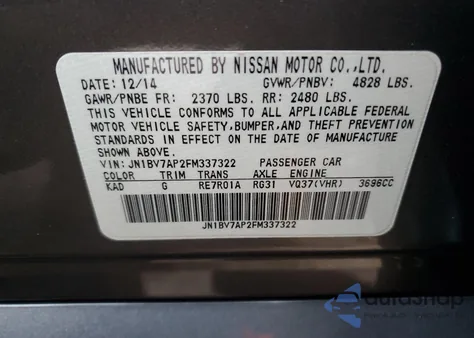 MANUFACTURED BY NISSAN MOTOR CO.,LTD.
DATE: 12/14 GVWR/PNBV: 4828 LBS.
GAWR/PNBE FR: 2370 LBS. RR: 2480 LBS.
THIS VEHICLE CONFORMS TO ALL APPLICABLE FEDERAL
MOTOR VEHICLE SAFETY, BUMPER, AND THEFT PREVENTION
STANDARDS IN EFFECT ON THE DATE OF MANUFACTURE
SHOWN ABOVE.
VIN: JN1BV7AP2FM337322 PASSENGER CAR
COLOR TRIM TRANS AXLE ENGINE
KAD G RE7R01A RG31 VQ37(VHR) 3696CC
JN1BV7AP2FM337322
autosnap